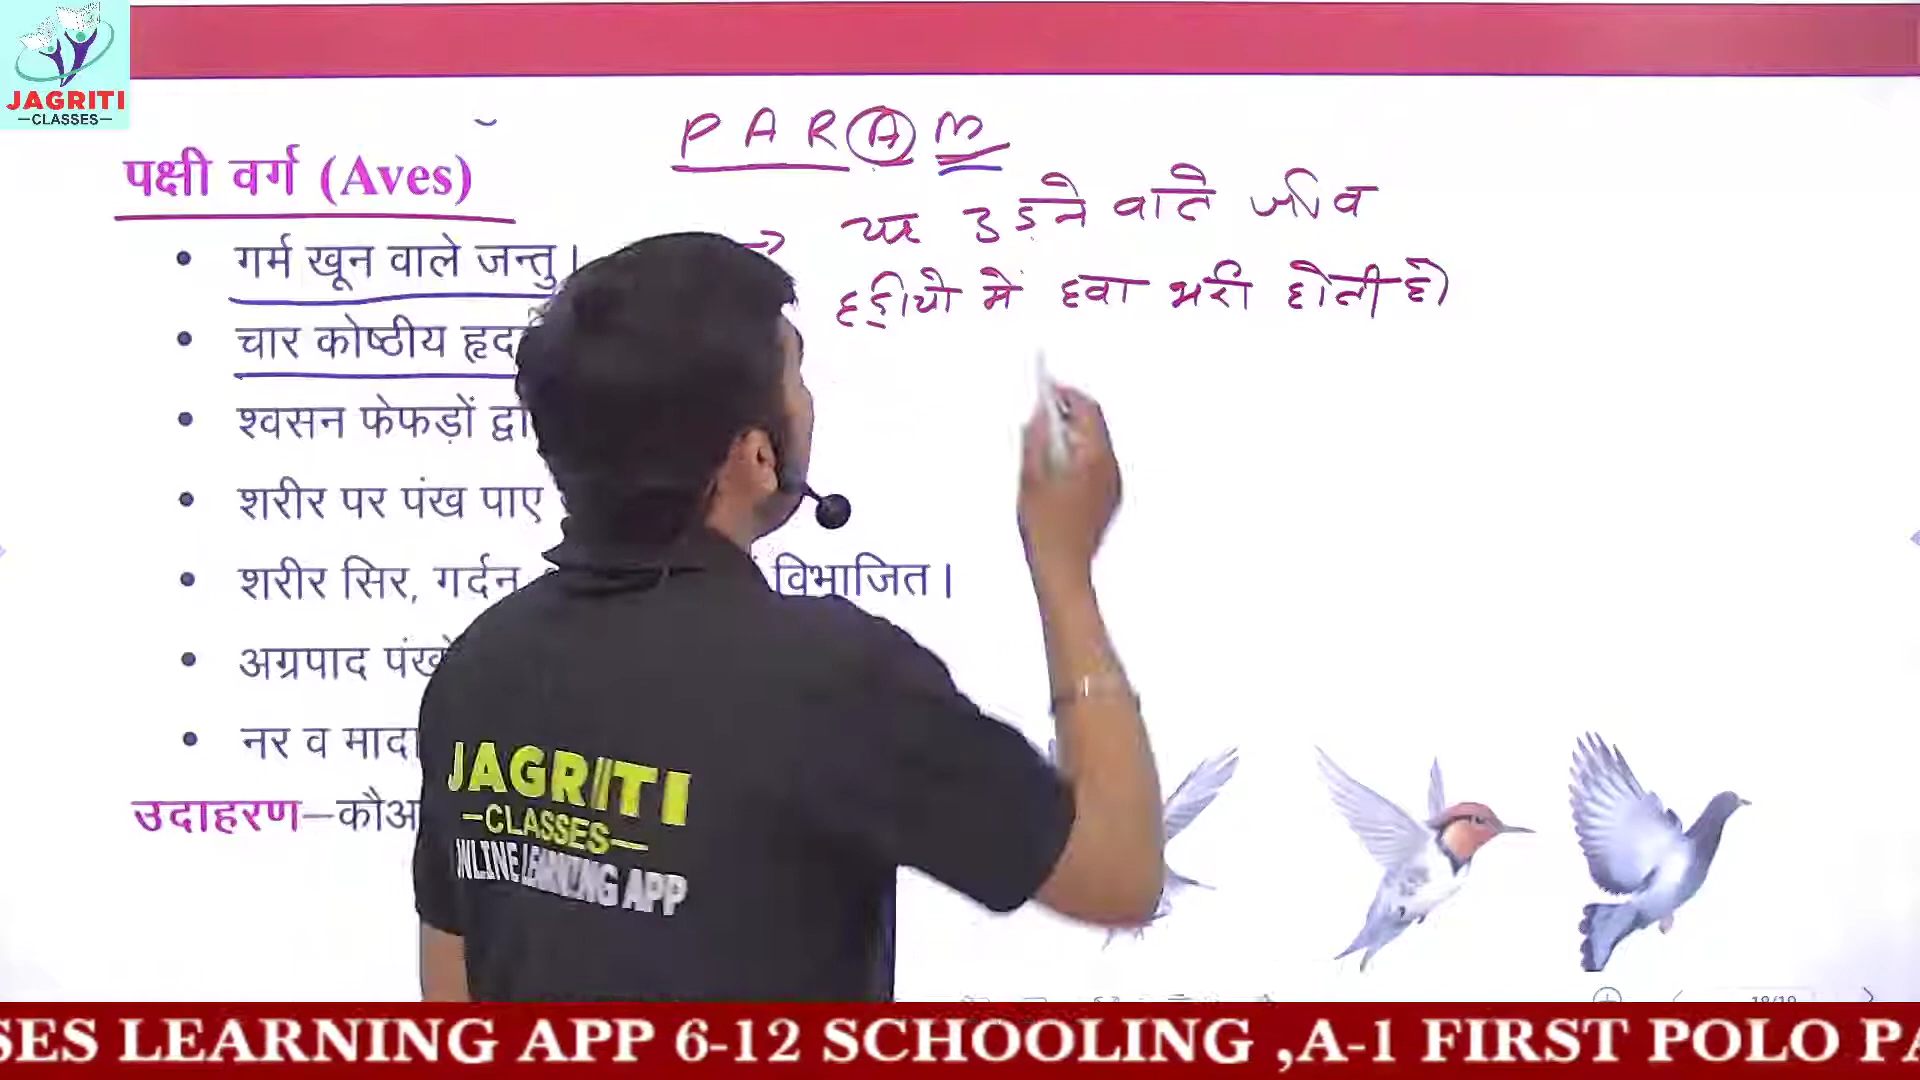 JAGRITI
—CLASSES—
PARAM
पक्षी वर्ग (Aves)
→ यह उड़ने वाले जीव
हड्डीयो में हवा भरी होती है
• गर्म खून वाले जन्तु।
• चार कोष्ठीय
• श्वसन फेफड़ों
• शरीर पर पंख पाए
• शरीर सिर, गर्दन, विभाजित।
• अग्रपाद
• नर व
उदाहरण–
JAGRITI
—CLASSES—
ONLINE LEARNING APP
SES LEARNING APP 6-12 SCHOOLING ,A-1 FIRST POLO PA